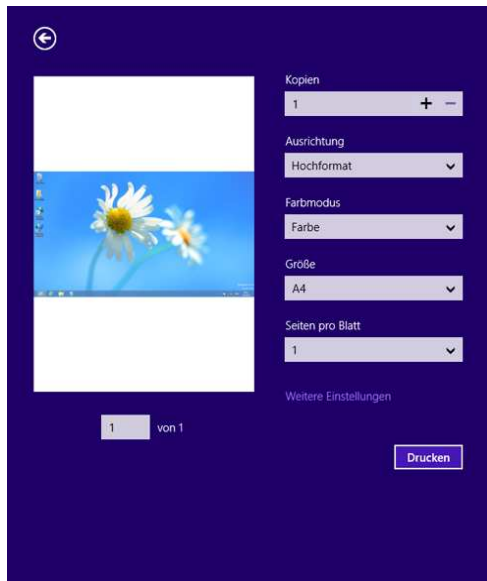 Kopien
1
Ausrichtung
Hochformat
Farbmodus
Farbe
Größe
A4
Seiten pro Blatt
1
Weitere Einstellungen
1 von 1
Drucken